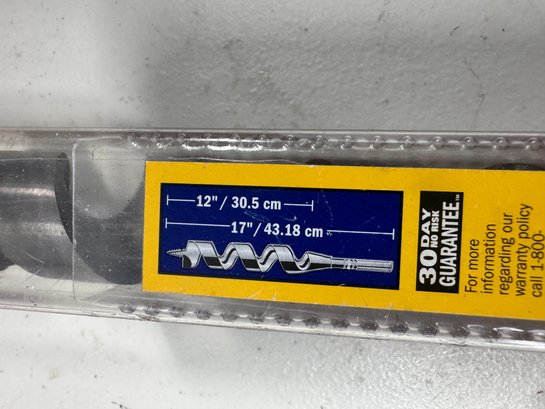 12" / 30.5 cm
17" / 43.18 cm
30 DAY
NO RISK
GUARANTEE™
For more
information
regarding our
warranty policy
call 1-800-